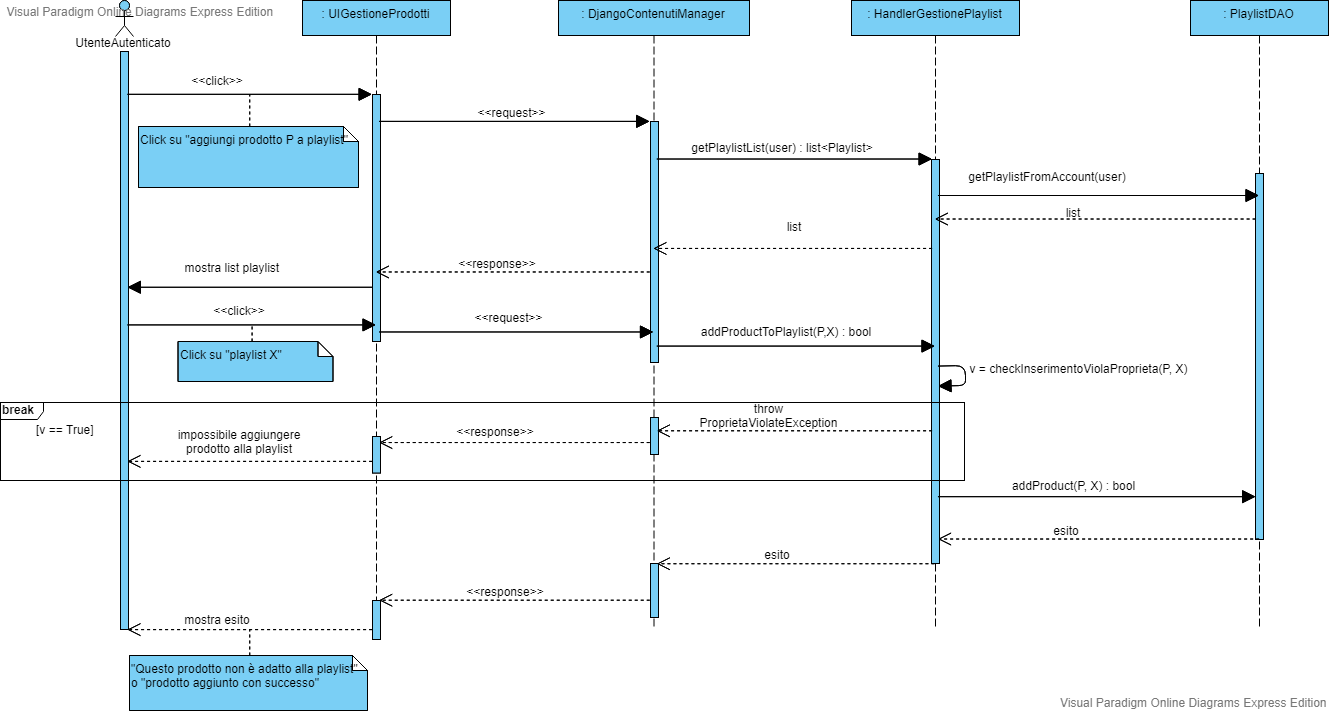 Visual Paradigm Online Diagrams Express Edition
UtenteAutenticato
: UIGestioneProdotti
: DjangoContenutiManager
: HandlerGestionePlaylist
: PlaylistDAO
<<click>>
Click su "aggiungi prodotto P a playlist"
<<request>>
getPlaylistList(user) : list<Playlist>
getPlaylistFromAccount(user)
list
list
<<response>>
mostra list playlist
<<click>>
Click su "playlist X"
<<request>>
addProductToPlaylist(P,X) : bool
v = checkInserimentoViolaProprieta(P, X)
break
[v == True]
throw
ProprietaViolateException
<<response>>
impossibile aggiungere
prodotto alla playlist
addProduct(P, X) : bool
esito
esito
<<response>>
mostra esito
"Questo prodotto non è adatto alla playlist"
o "prodotto aggiunto con successo"
Visual Paradigm Online Diagrams Express Edition